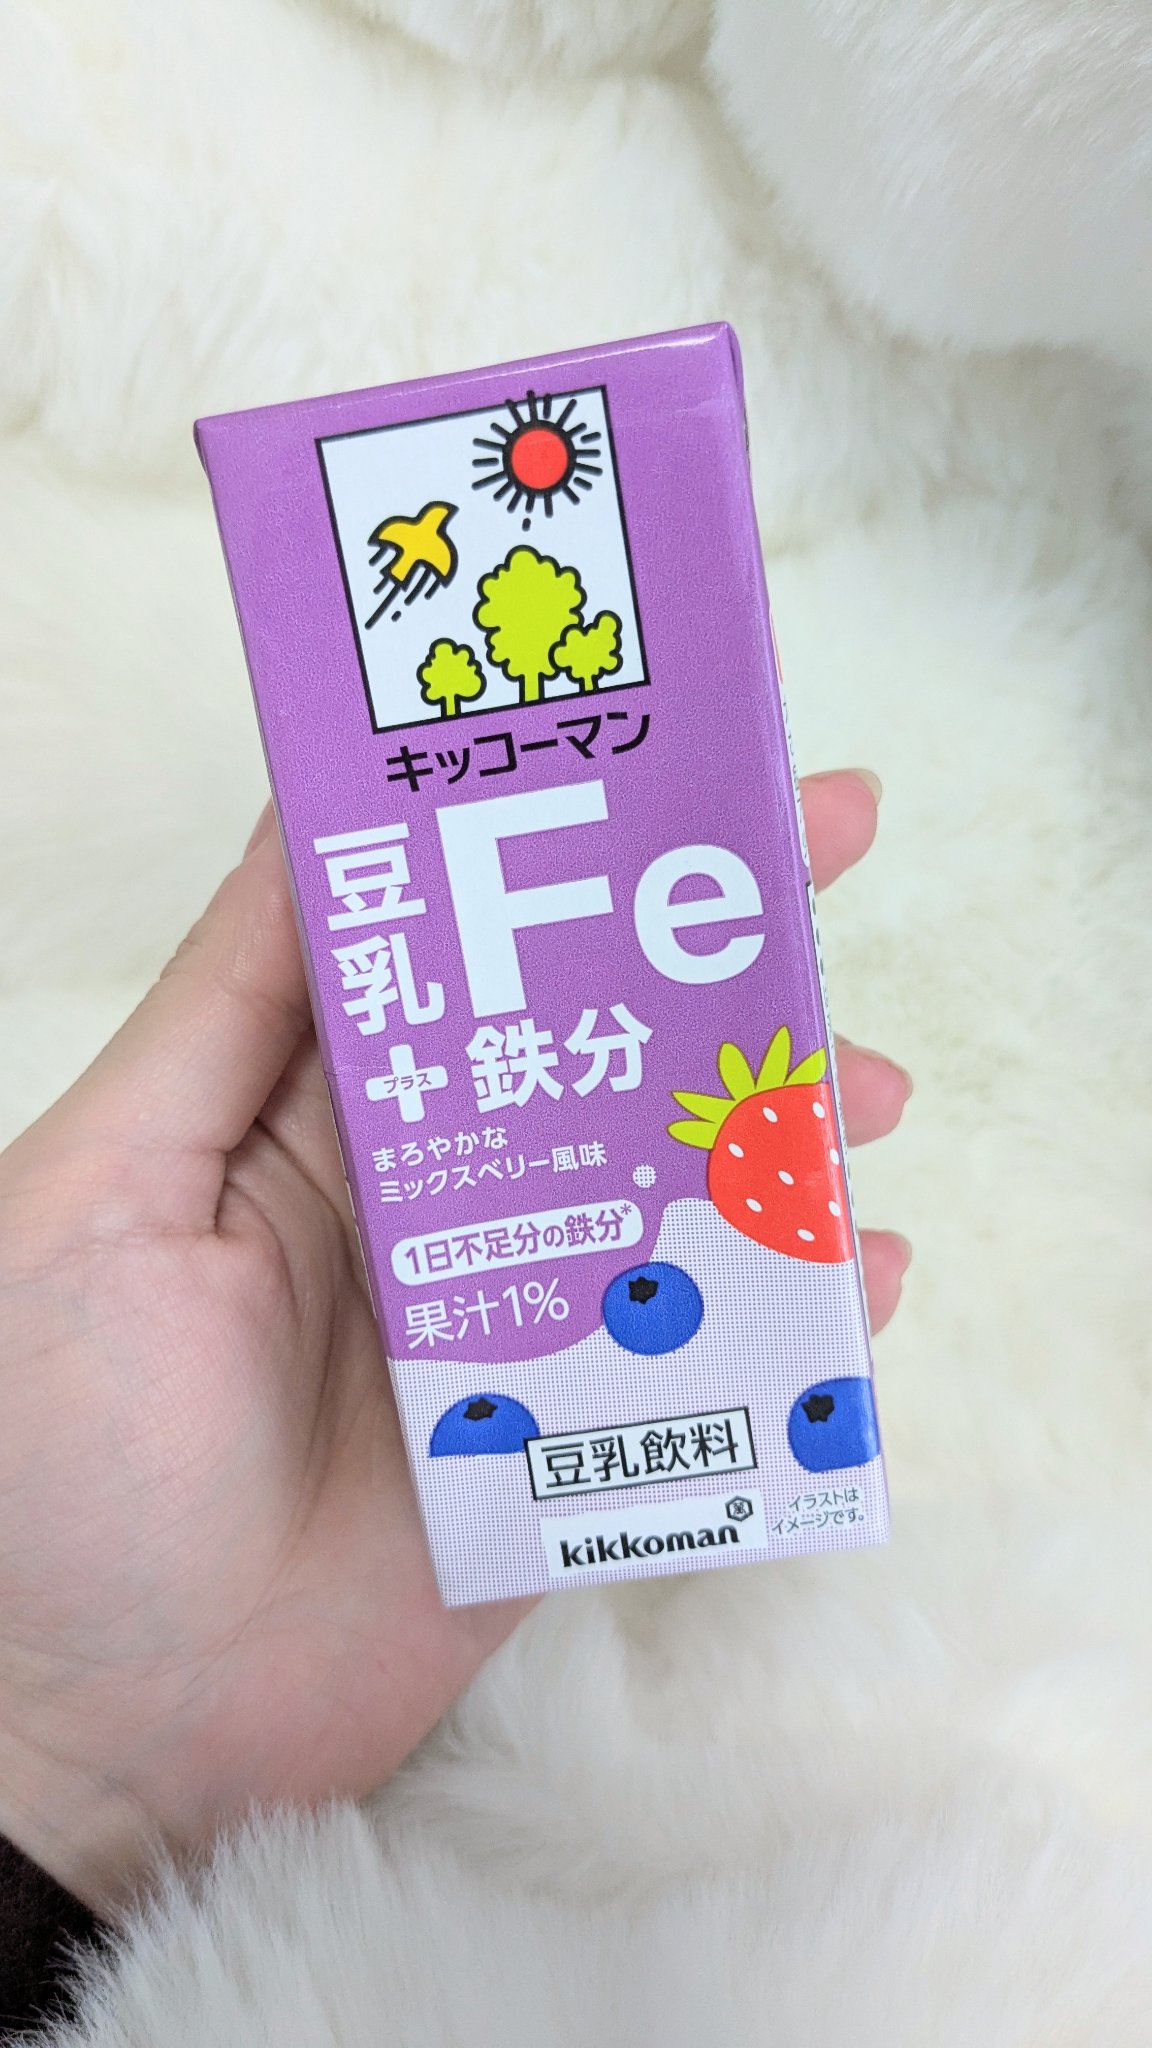 キッコーマン
豆乳
プラス
Fe
鉄分
まろやかな
ミックスベリー風味
1日不足分の鉄分*
果汁1%
豆乳飲料
kikkoman
イラストは
イメージです。